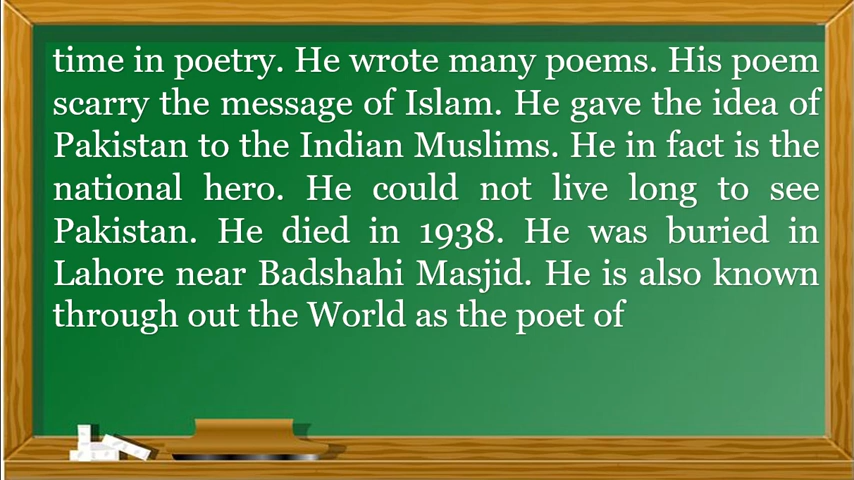 time in poetry. He wrote many poems. His poem
scarry the message of Islam. He gave the idea of
Pakistan to the Indian Muslims. He in fact is the
national hero. He could not live long to see
Pakistan. He died in 1938. He was buried in
Lahore near Badshahi Masjid. He is also known
through out the World as the poet of